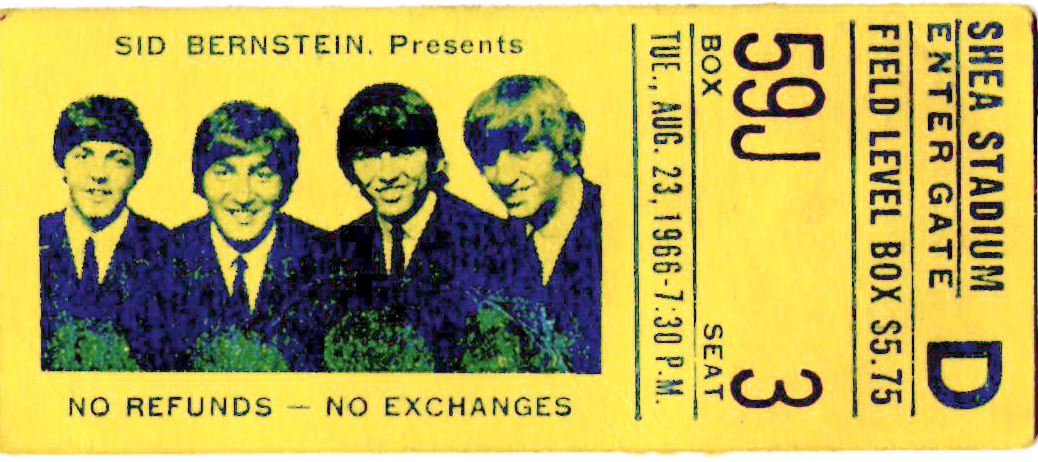 SID BERNSTEIN. Presents
NO REFUNDS — NO EXCHANGES
SHEA STADIUM
ENTER GATE D
FIELD LEVEL BOX $5.75
BOX 59J SEAT 3
TUE., AUG. 23, 1966-7:30 P.M.